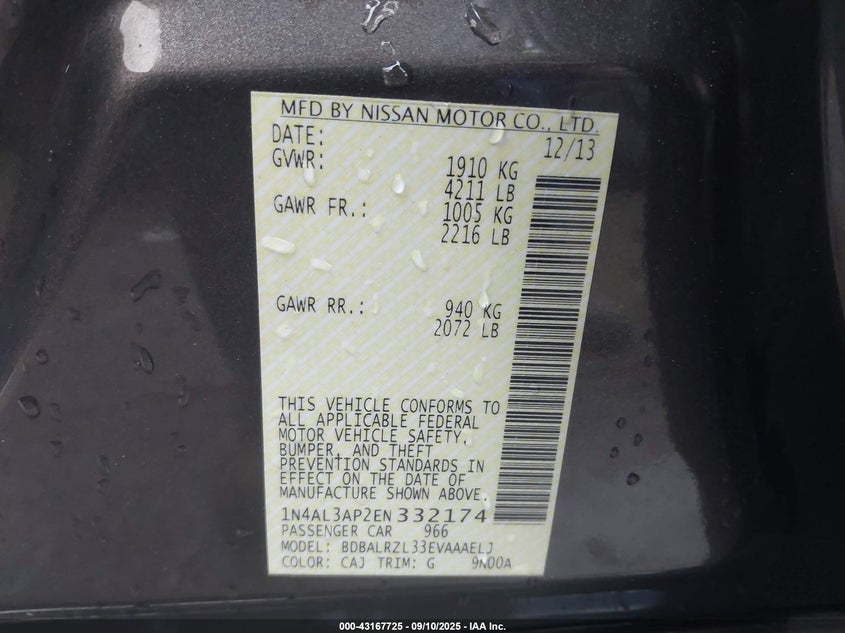 MFD BY NISSAN MOTOR CO., LTD.
DATE: 12/13
GVWR: 1910 KG
4211 LB
GAWR FR.: 1005 KG
2216 LB
GAWR RR.: 940 KG
2072 LB
THIS VEHICLE CONFORMS TO
ALL APPLICABLE FEDERAL
MOTOR VEHICLE SAFETY,
BUMPER, AND THEFT
PREVENTION STANDARDS IN
EFFECT ON THE DATE OF
MANUFACTURE SHOWN ABOVE.
1N4AL3AP2EN332174
PASSENGER CAR 966
MODEL: BDBALRZL33EVAAAELJ
COLOR: CAJ TRIM: G 9N00A
000-43167725 - 09/10/2025 - IAA Inc.